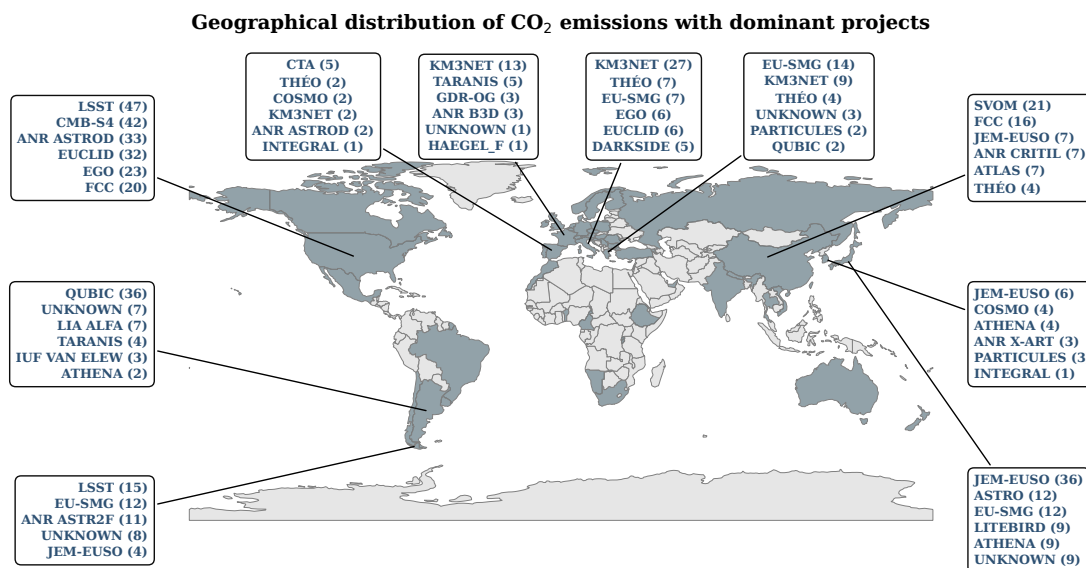 Geographical distribution of CO₂ emissions with dominant projects
LSST (47)
CMB-S4 (42)
ANR ASTROD (33)
EUCLID (32)
EGO (23)
FCC (20)
CTA (5)
THÉO (2)
COSMO (2)
KM3NET (2)
ANR ASTROD (2)
INTEGRAL (1)
KM3NET (13)
TARANIS (5)
GDR-OG (3)
ANR B3D (3)
UNKNOWN (1)
HAEGEL_F (1)
KM3NET (27)
THÉO (7)
EU-SMG (7)
EGO (6)
EUCLID (6)
DARKSIDE (5)
EU-SMG (14)
KM3NET (9)
THÉO (4)
UNKNOWN (3)
PARTICULES (2)
QUBIC (2)
SVOM (21)
FCC (16)
JEM-EUSO (7)
ANR CRITIL (7)
ATLAS (7)
THÉO (4)
QUBIC (36)
UNKNOWN (7)
LIA ALFA (7)
TARANIS (4)
IUF VAN ELEW (3)
ATHENA (2)
JEM-EUSO (6)
COSMO (4)
ATHENA (4)
ANR X-ART (3)
PARTICULES (3
INTEGRAL (1)
LSST (15)
EU-SMG (12)
ANR ASTR2F (11)
UNKNOWN (8)
JEM-EUSO (4)
JEM-EUSO (36)
ASTRO (12)
EU-SMG (12)
LITEBIRD (9)
ATHENA (9)
UNKNOWN (9)